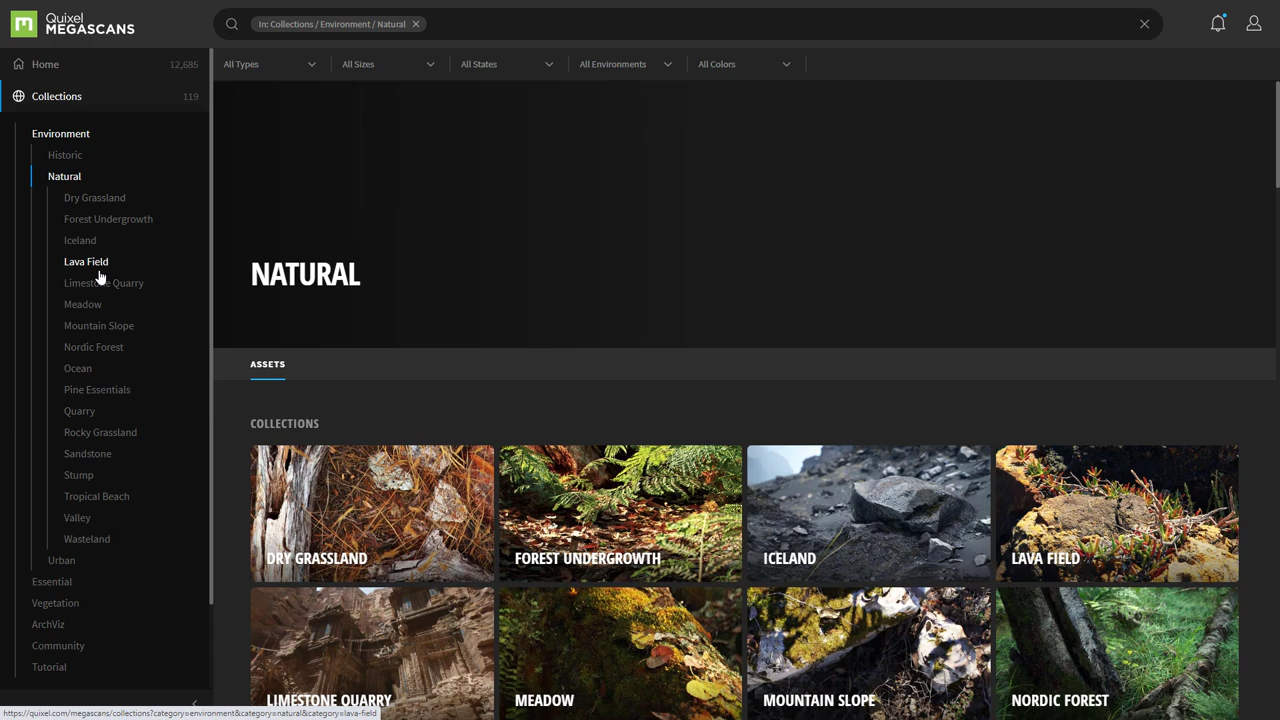 Quixel
MEGASCANS
In: Collections / Environment / Natural
Home 12,685
Collections 119
All Types
All Sizes
All States
All Environments
All Colors
Environment
Historic
Natural
Dry Grassland
Forest Undergrowth
Iceland
Lava Field
Limestone Quarry
Meadow
Mountain Slope
Nordic Forest
Ocean
Pine Essentials
Quarry
Rocky Grassland
Sandstone
Stump
Tropical Beach
Valley
Wasteland
Urban
Essential
Vegetation
ArchViz
Community
Tutorial
NATURAL
ASSETS
COLLECTIONS
DRY GRASSLAND
FOREST UNDERGROWTH
ICELAND
LAVA FIELD
LIMESTONE QUARRY
MEADOW
MOUNTAIN SLOPE
NORDIC FOREST
https://quixel.com/megascans/collections?category=environment&category=natural&category=lava-field